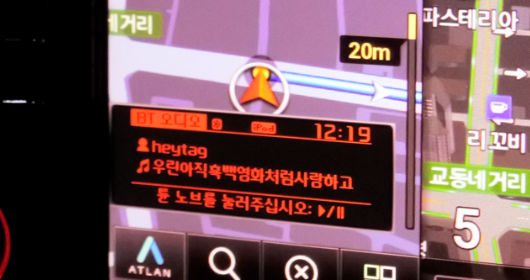 네거리
파스테리아
20m
BT 오디오 iPod 12:19
heytag
우린아직흑백영화처럼사랑하고
튠 노브를 눌러주십시오:
리꼬비
교동네거리
5
ATLAN